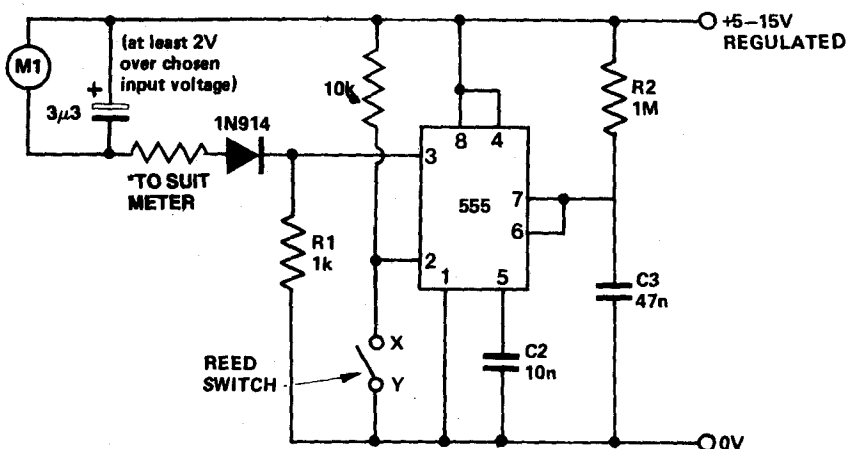 +5–15V
REGULATED
(at least 2V
over chosen
input voltage)
M1
+
3µ3
10k
R2
1M
1N914
8
4
3
*TO SUIT
METER
555
7
6
R1
1k
2
1
5
C3
47n
X
REED
SWITCH
Y
C2
10n
0V